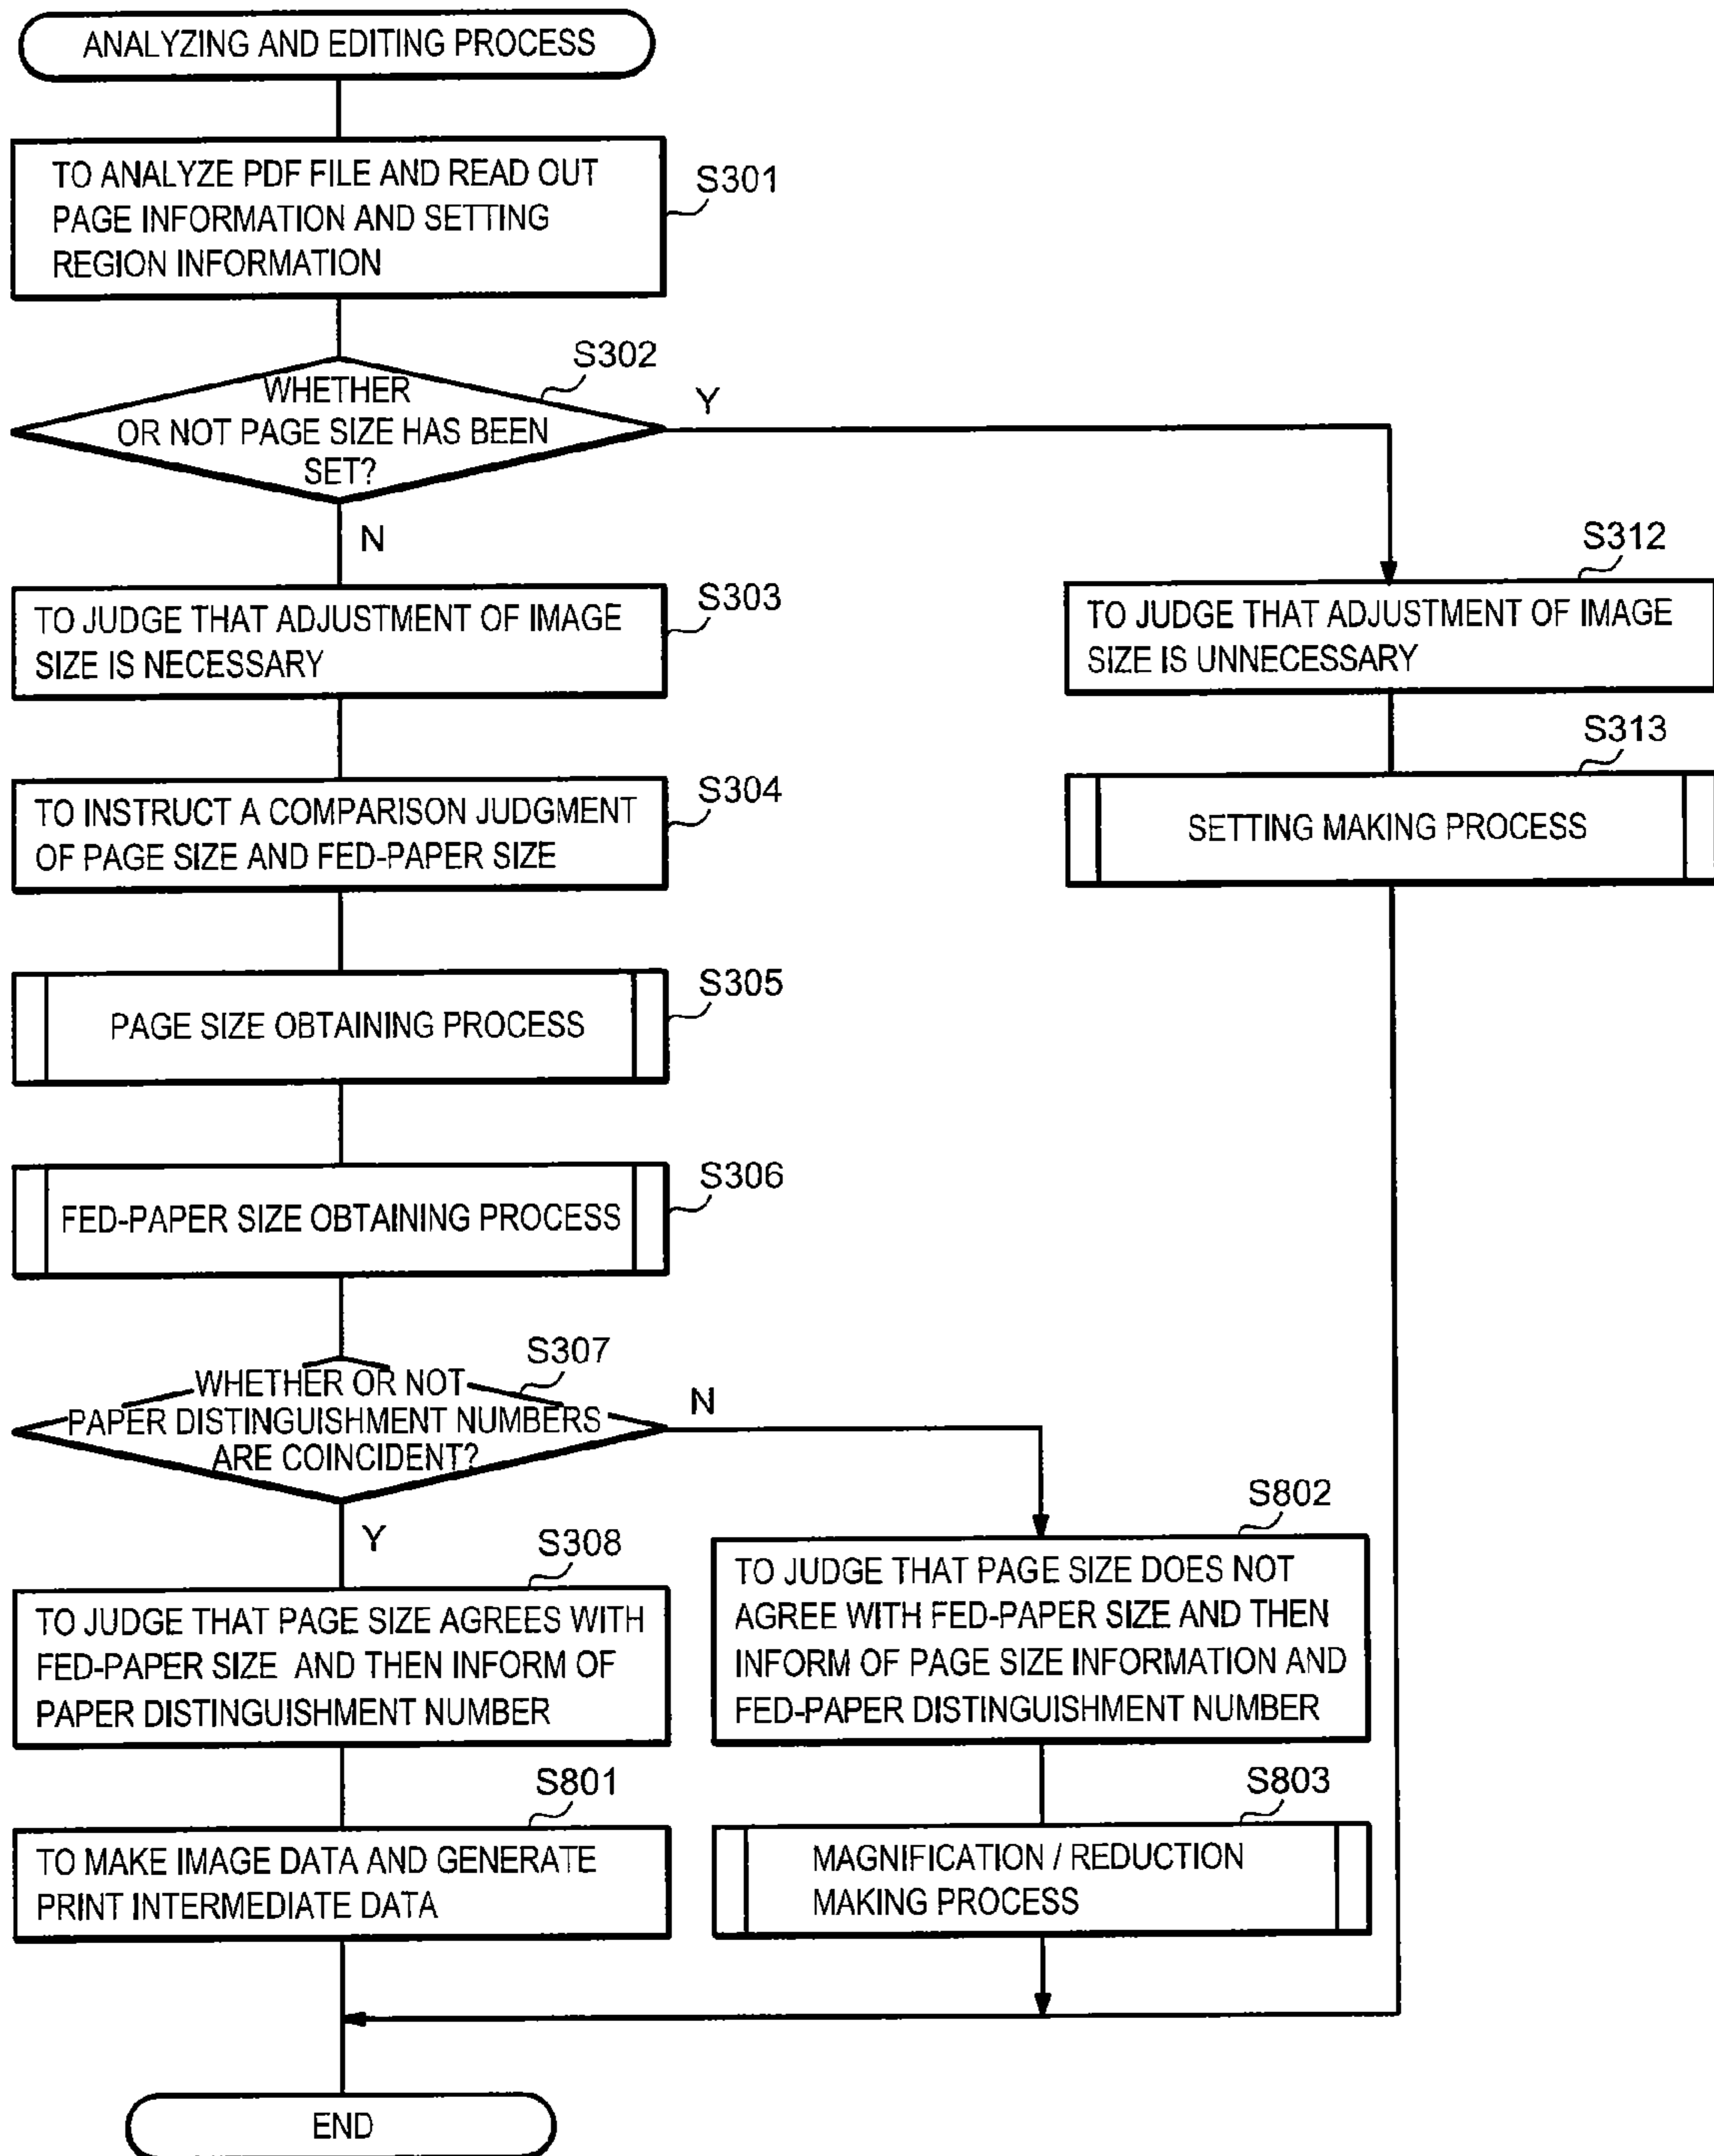 ANALYZING AND EDITING PROCESS
TO ANALYZE PDF FILE AND READ OUT
PAGE INFORMATION AND SETTING
REGION INFORMATION
S301
WHETHER
OR NOT PAGE SIZE HAS BEEN
SET?
S302
Y
N
TO JUDGE THAT ADJUSTMENT OF IMAGE
SIZE IS NECESSARY
S303
TO JUDGE THAT ADJUSTMENT OF IMAGE
SIZE IS UNNECESSARY
S312
TO INSTRUCT A COMPARISON JUDGMENT
OF PAGE SIZE AND FED-PAPER SIZE
S304
SETTING MAKING PROCESS
S313
PAGE SIZE OBTAINING PROCESS
S305
FED-PAPER SIZE OBTAINING PROCESS
S306
WHETHER OR NOT
PAPER DISTINGUISHMENT NUMBERS
ARE COINCIDENT?
S307
N
Y
TO JUDGE THAT PAGE SIZE AGREES WITH
FED-PAPER SIZE AND THEN INFORM OF
PAPER DISTINGUISHMENT NUMBER
S308
TO JUDGE THAT PAGE SIZE DOES NOT
AGREE WITH FED-PAPER SIZE AND THEN
INFORM OF PAGE SIZE INFORMATION AND
FED-PAPER DISTINGUISHMENT NUMBER
S802
TO MAKE IMAGE DATA AND GENERATE
PRINT INTERMEDIATE DATA
S801
MAGNIFICATION / REDUCTION
MAKING PROCESS
S803
END